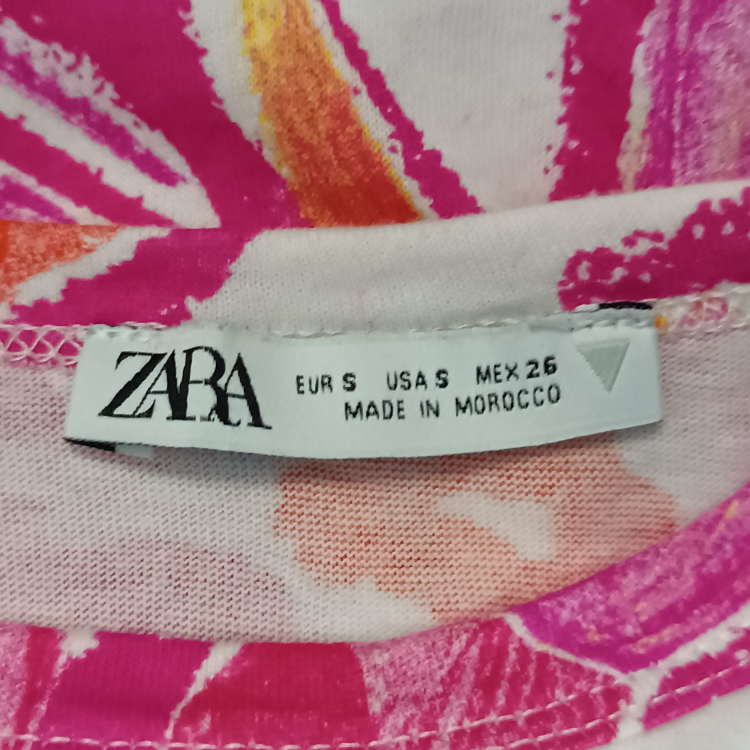 ZARA
EUR S USA S MEX 26
MADE IN MOROCCO